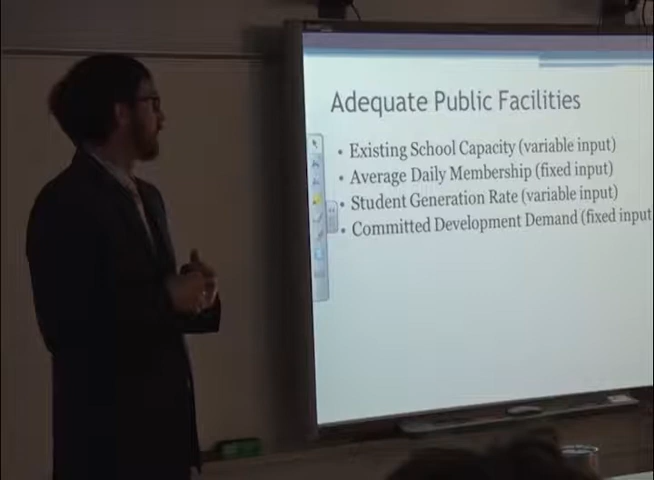 Adequate Public Facilities
• Existing School Capacity (variable input)
• Average Daily Membership (fixed input)
• Student Generation Rate (variable input)
• Committed Development Demand (fixed input